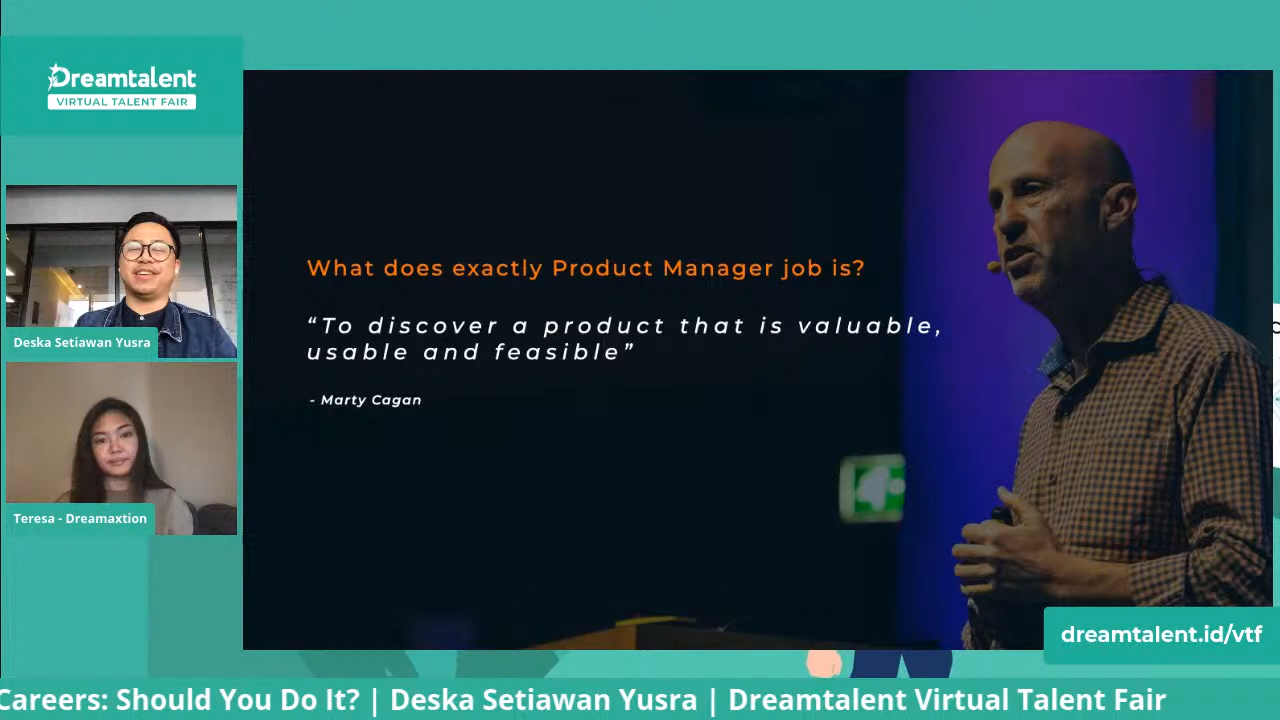 Dreamtalent
VIRTUAL TALENT FAIR
What does exactly Product Manager job is?
“To discover a product that is valuable,
usable and feasible”
- Marty Cagan
Deska Setiawan Yusra
Teresa - Dreamaxtion
dreamtalent.id/vtf
Careers: Should You Do It? | Deska Setiawan Yusra | Dreamtalent Virtual Talent Fair